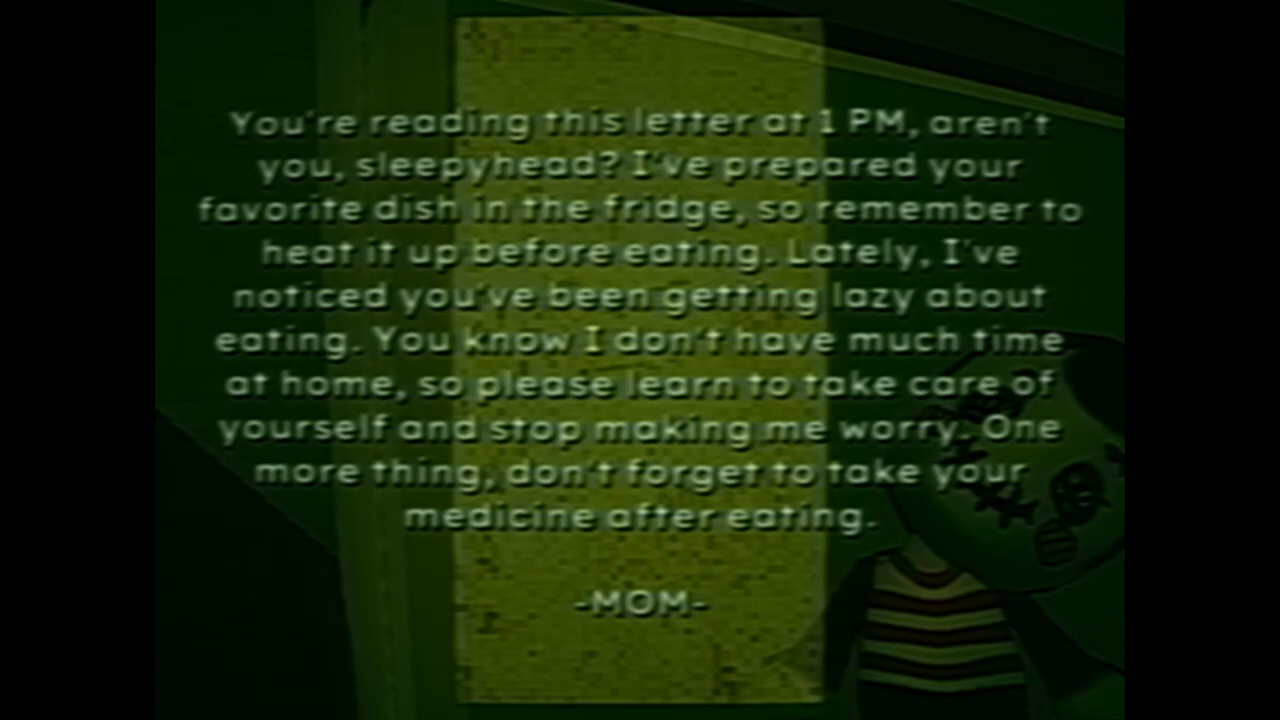 You're reading this letter at 1 PM, aren't
you, sleepyhead? I've prepared your
favorite dish in the fridge, so remember to
heat it up before eating. Lately, I've
noticed you've been getting lazy about
eating. You know I don't have much time
at home, so please learn to take care of
yourself and stop making me worry. One
more thing, don't forget to take your
medicine after eating.
-MOM-